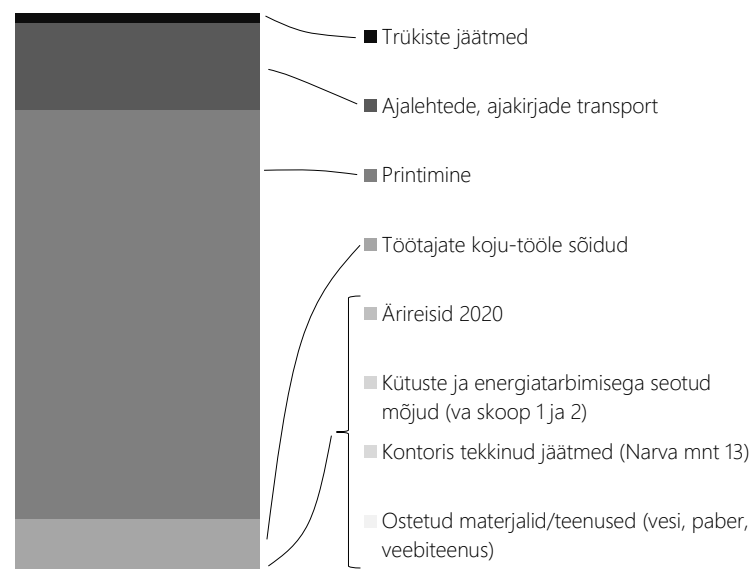 Trükiste jäätmed
Ajalehtede, ajakirjade transport
Printimine
Töötajate koju-tööle sõidud
Ärireisid 2020
Kütuste ja energiatarbimisega seotud
mõjud (va skoop 1 ja 2)
Kontoris tekkinud jäätmed (Narva mnt 13)
Ostetud materjalid/teenused (vesi, paber,
veebiteenus)